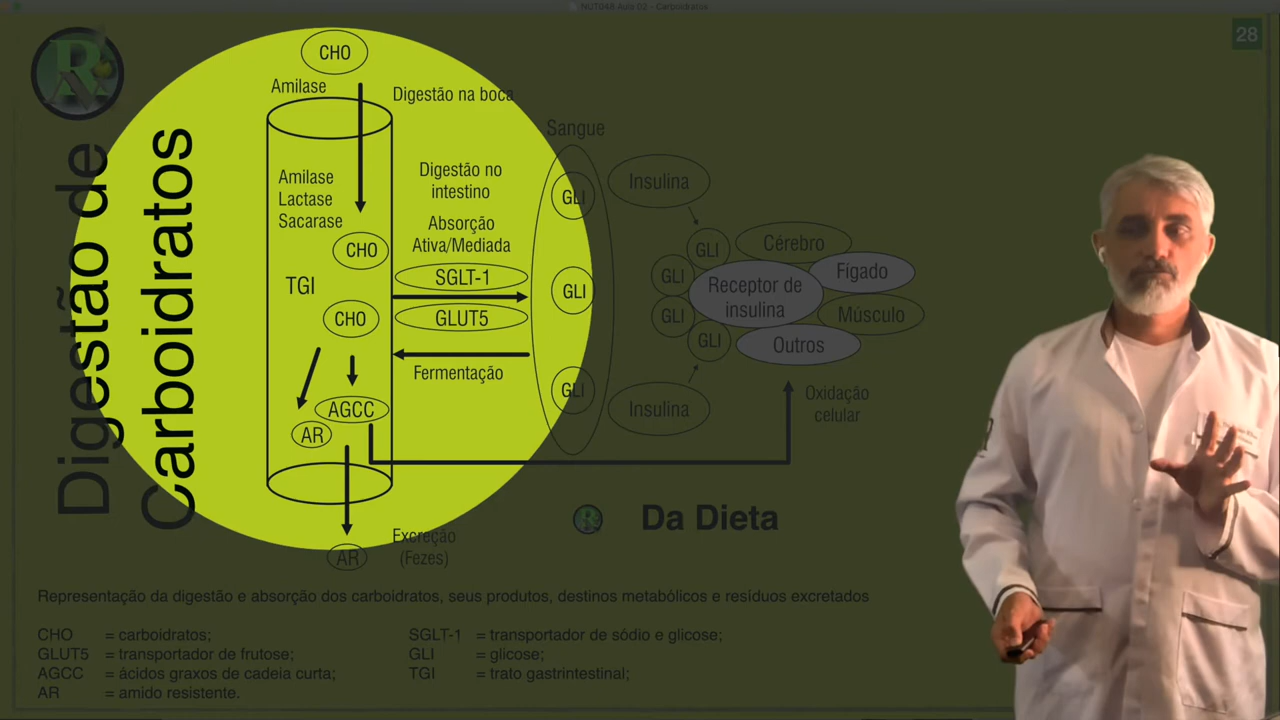 NUT048 Aula 02 - Carboidratos
28
Digestão de
Carboidratos
CHO
Amilase
Digestão na boca
Sangue
Amilase
Lactase
Sacarase
Digestão no
intestino
Absorção
Ativa/Mediada
CHO
SGLT-1
TGI
GLUT5
CHO
Fermentação
AGCC
AR
AR
Excreção
(Fezes)
GLI
GLI
GLI
Insulina
GLI
GLI
GLI
GLI
Cérebro
Fígado
Receptor de
insulina
Músculo
Outros
Insulina
Oxidação
celular
Da Dieta
Representação da digestão e absorção dos carboidratos, seus produtos, destinos metabólicos e resíduos excretados
CHO = carboidratos;
GLUT5 = transportador de frutose;
AGCC = ácidos graxos de cadeia curta;
AR = amido resistente.
SGLT-1 = transportador de sódio e glicose;
GLI = glicose;
TGI = trato gastrintestinal;